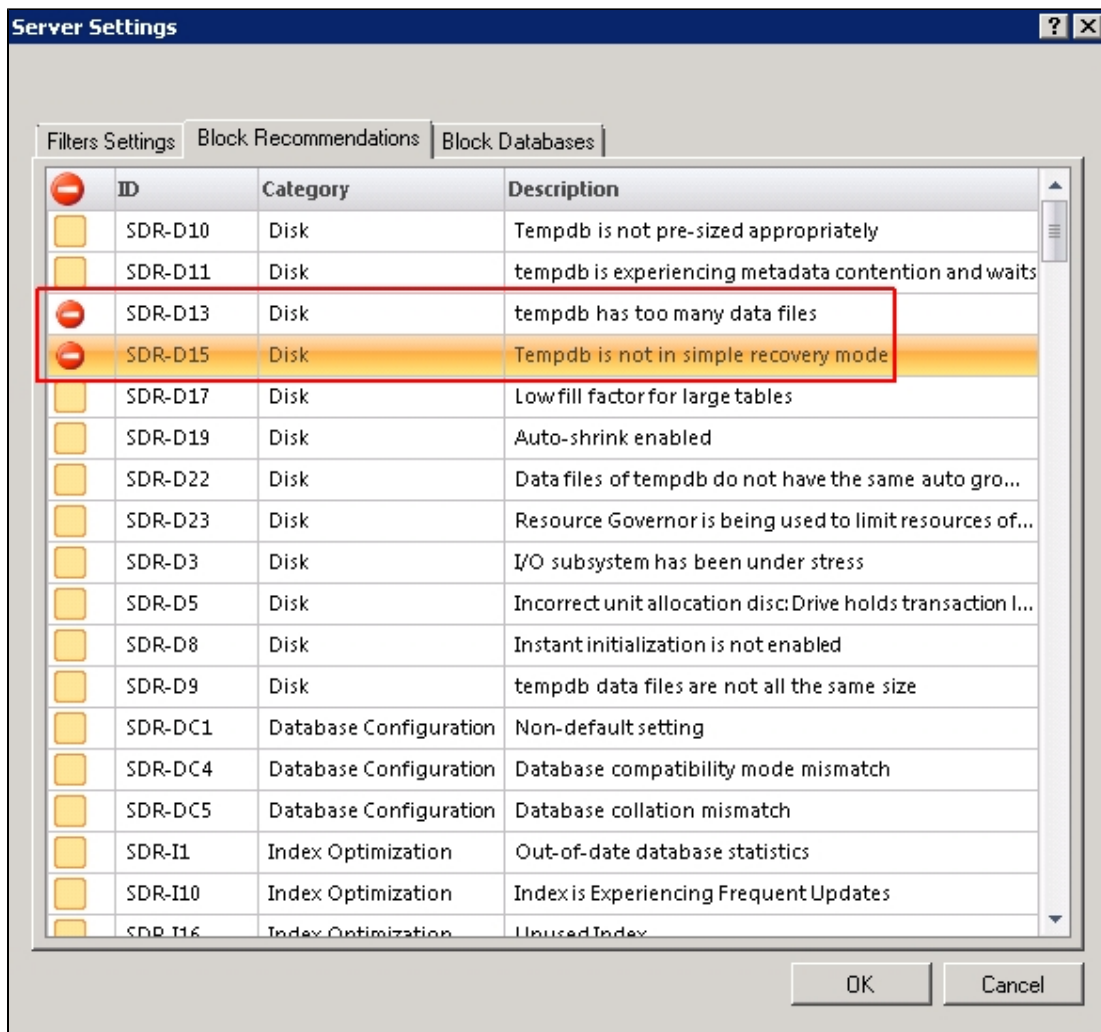 Server Settings
Filters Settings Block Recommendations Block Databases
ID Category Description
SDR-D10 Disk Tempdb is not pre-sized appropriately
SDR-D11 Disk tempdb is experiencing metadata contention and waits
SDR-D13 Disk tempdb has too many data files
SDR-D15 Disk Tempdb is not in simple recovery mode
SDR-D17 Disk Low fill factor for large tables
SDR-D19 Disk Auto-shrink enabled
SDR-D22 Disk Data files of tempdb do not have the same auto gro...
SDR-D23 Disk Resource Governor is being used to limit resources of...
SDR-D3 Disk I/O subsystem has been under stress
SDR-D5 Disk Incorrect unit allocation disc: Drive holds transaction l...
SDR-D8 Disk Instant initialization is not enabled
SDR-D9 Disk tempdb data files are not all the same size
SDR-DC1 Database Configuration Non-default setting
SDR-DC4 Database Configuration Database compatibility mode mismatch
SDR-DC5 Database Configuration Database collation mismatch
SDR-I1 Index Optimization Out-of-date database statistics
SDR-I10 Index Optimization Index is Experiencing Frequent Updates
SDR-I16 Index Optimization Unused Index
OK Cancel